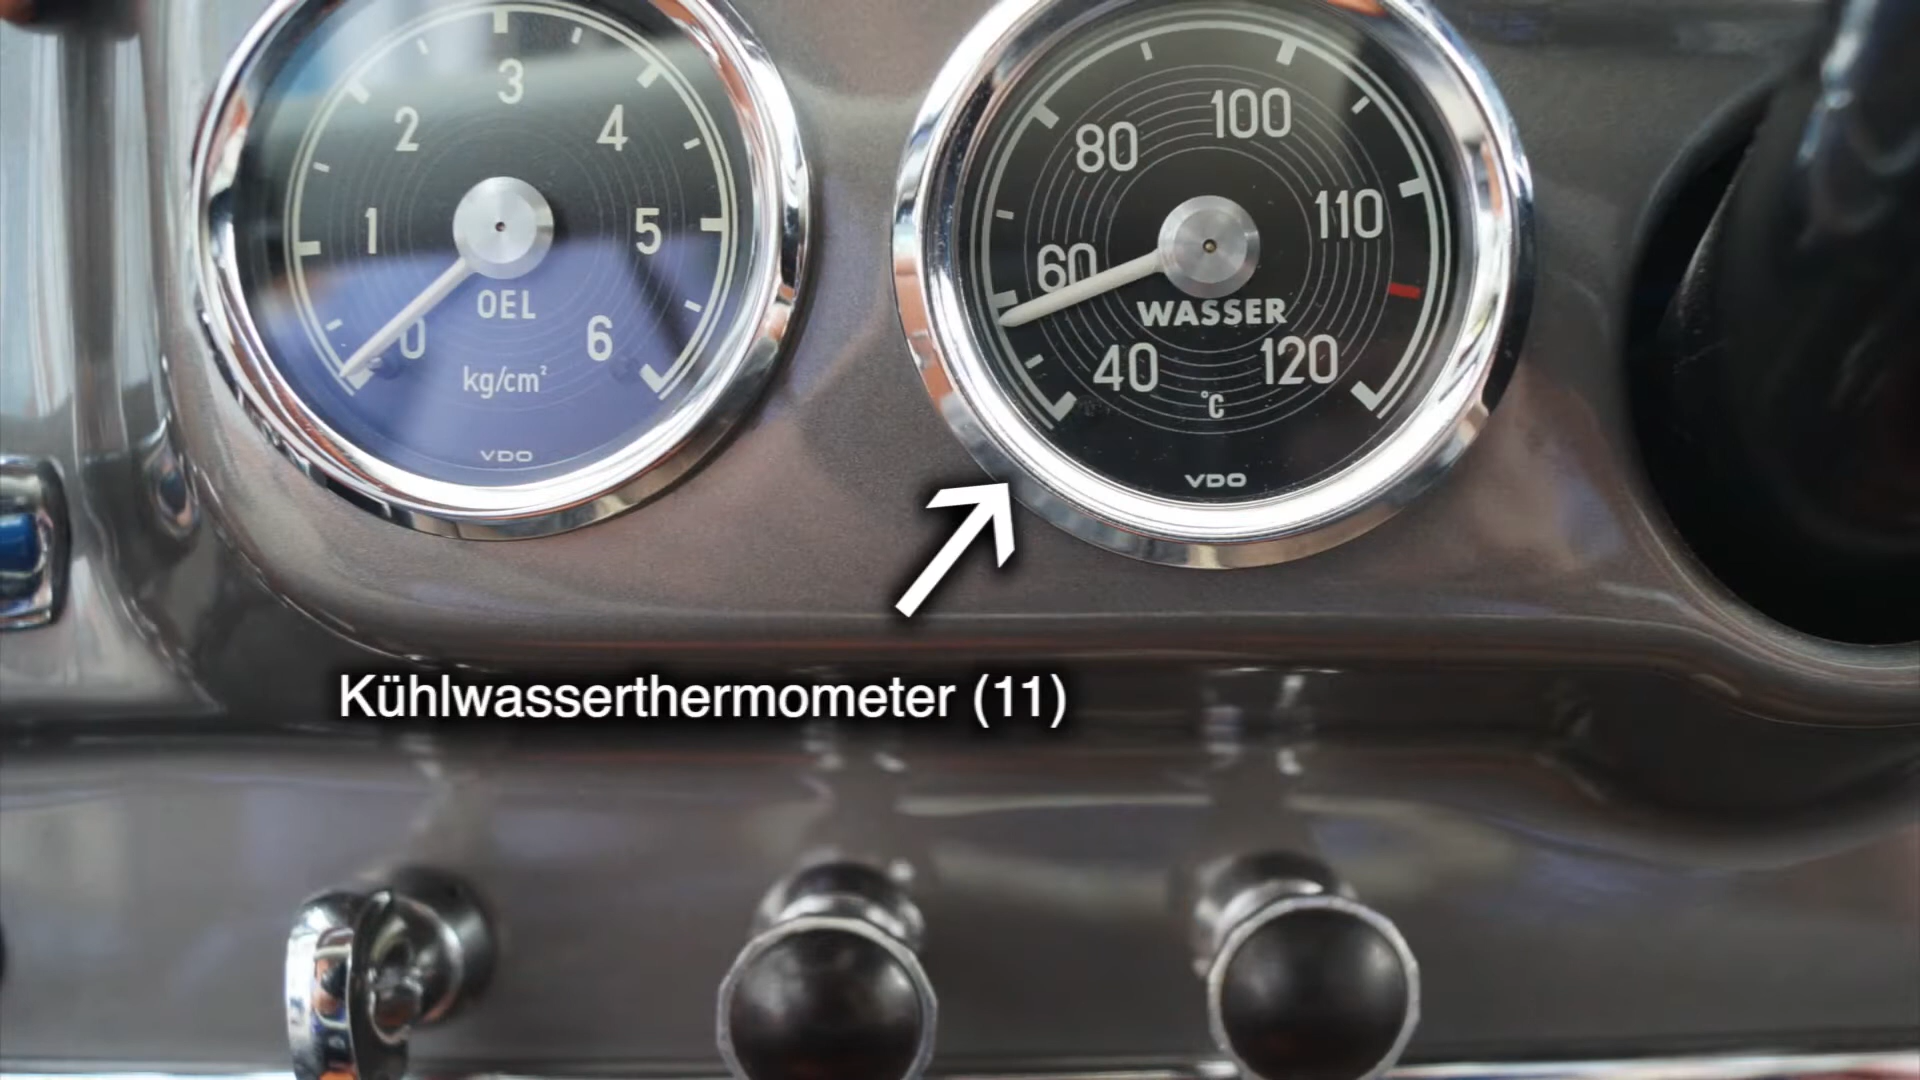 3
2
4
1
5
0
OEL
6
kg/cm²
VDO
100
80
110
60
WASSER
40
120
°C
VDO
Kühlwasserthermometer (11)